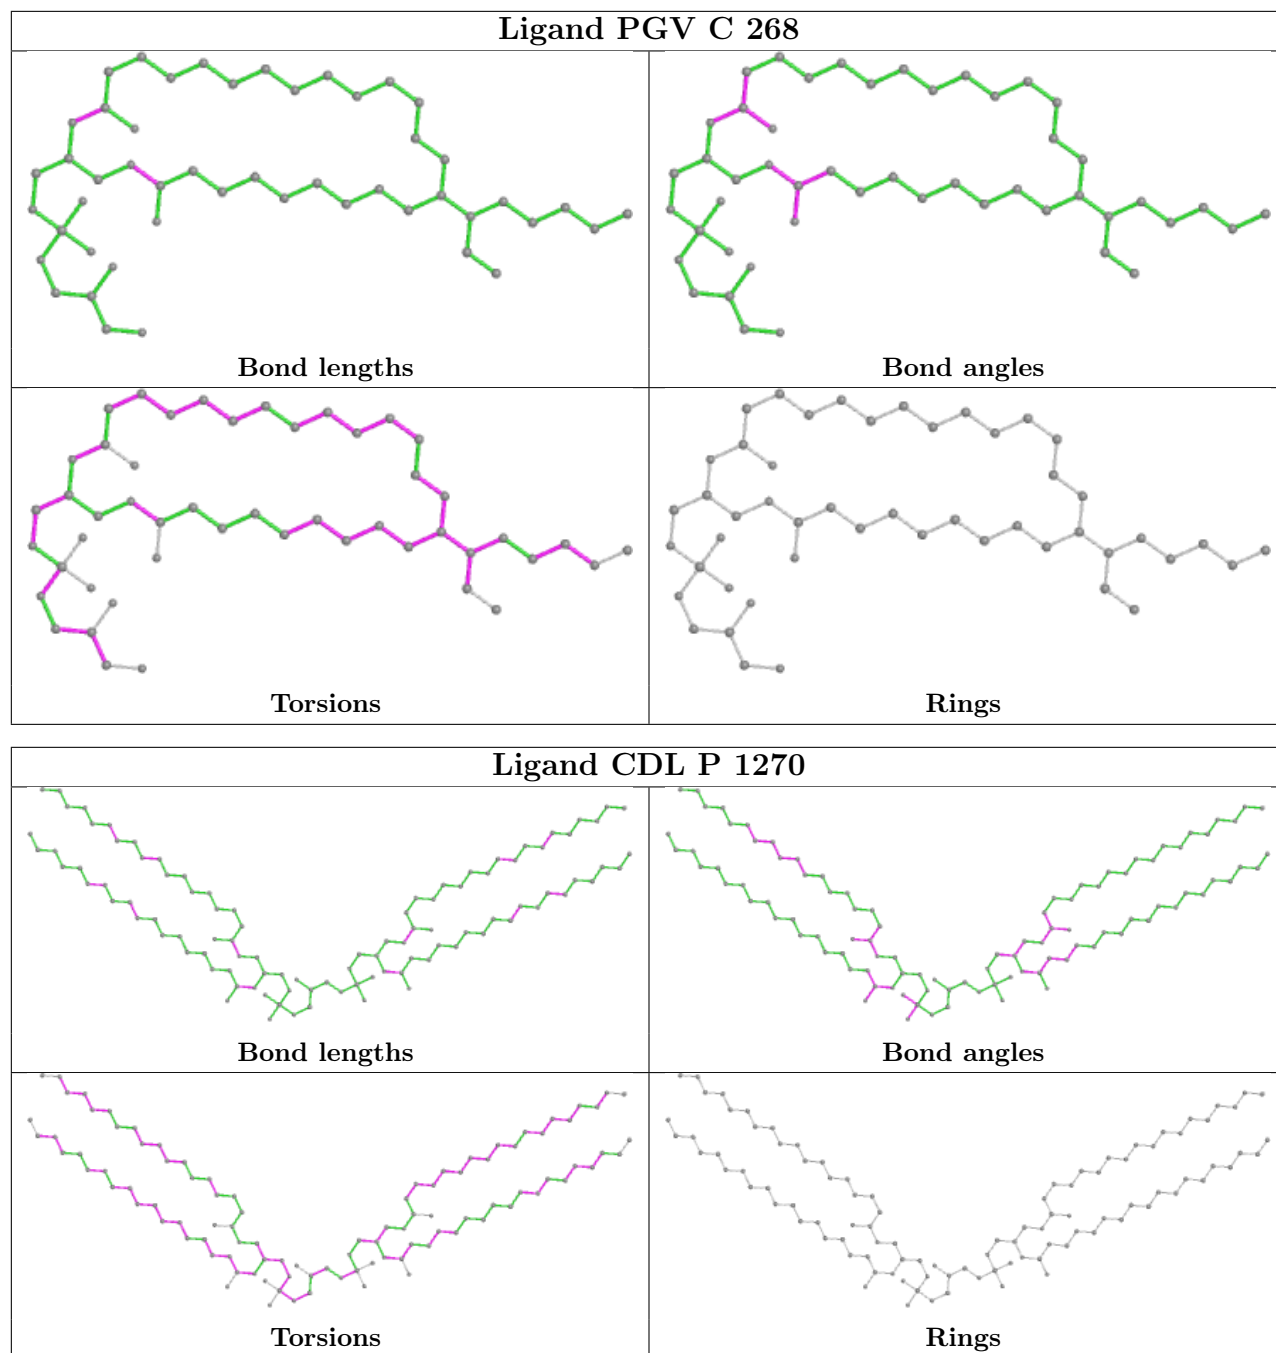 Ligand PGV C 268
Bond lengths
Bond angles
Torsions
Rings
Ligand CDL P 1270
Bond lengths
Bond angles
Torsions
Rings